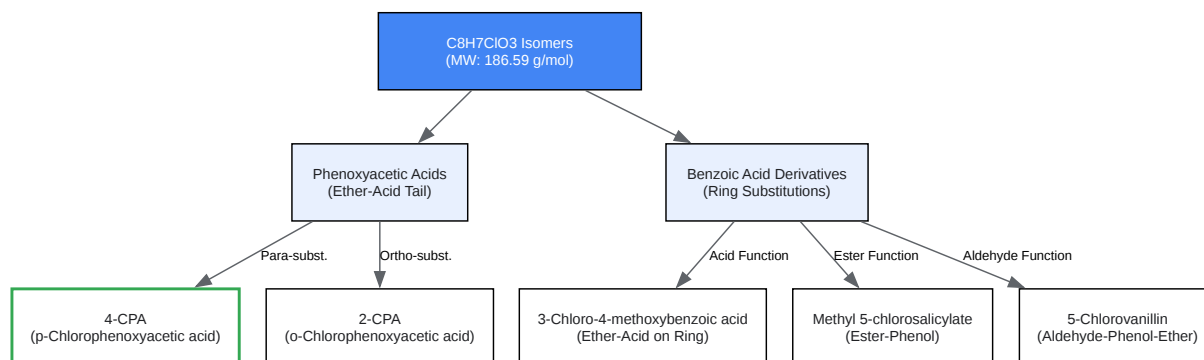 C8H7ClO3 Isomers
(MW: 186.59 g/mol)
Phenoxyacetic Acids
(Ether-Acid Tail)
Benzoic Acid Derivatives
(Ring Substitutions)
Para-subst.
Ortho-subst.
Acid Function
Ester Function
Aldehyde Function
4-CPA
(p-Chlorophenoxyacetic acid)
2-CPA
(o-Chlorophenoxyacetic acid)
3-Chloro-4-methoxybenzoic acid
(Ether-Acid on Ring)
Methyl 5-chlorosalicylate
(Ester-Phenol)
5-Chlorovanillin
(Aldehyde-Phenol-Ether)